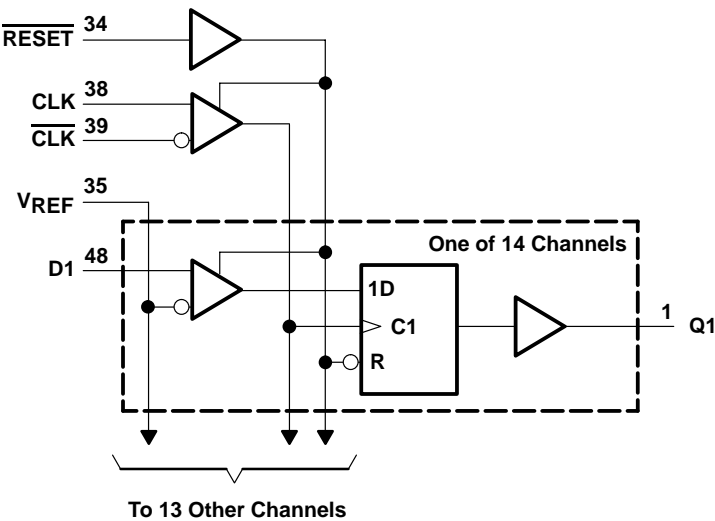 RESET 34
CLK 38
CLK 39
VREF 35
One of 14 Channels
D1 48
1D
C1
R
1 Q1
To 13 Other Channels